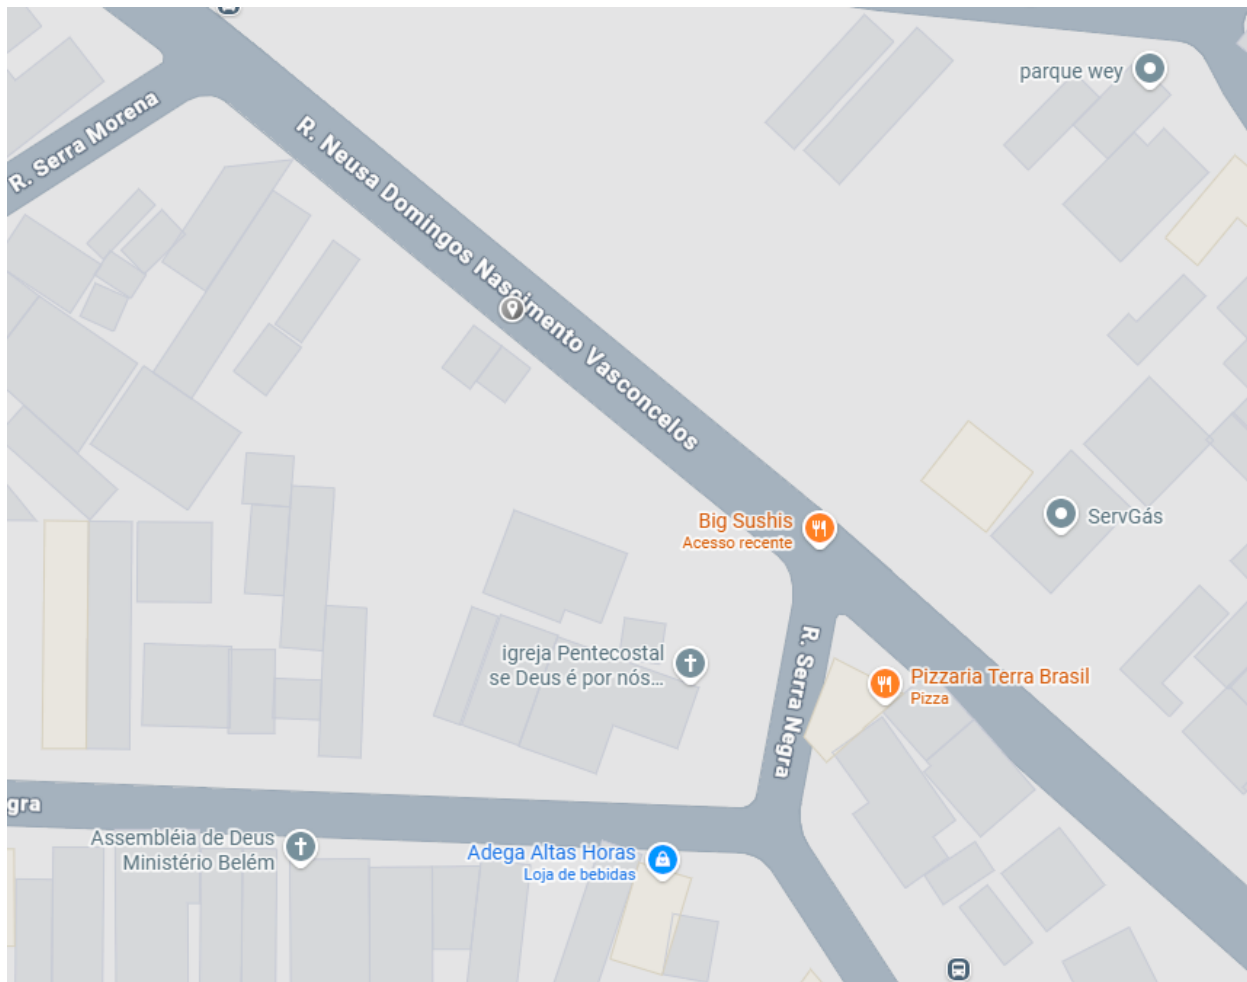 parque wey
R. Serra Morena
R. Neusa Domingos Nascimento Vasconcelos
Big Sushis
Acesso recente
ServGás
R. Serra Negra
igreja Pentecostal
se Deus é por nós...
Pizzaria Terra Brasil
Pizza
gra
Assembléia de Deus
Ministério Belém
Adega Altas Horas
Loja de bebidas